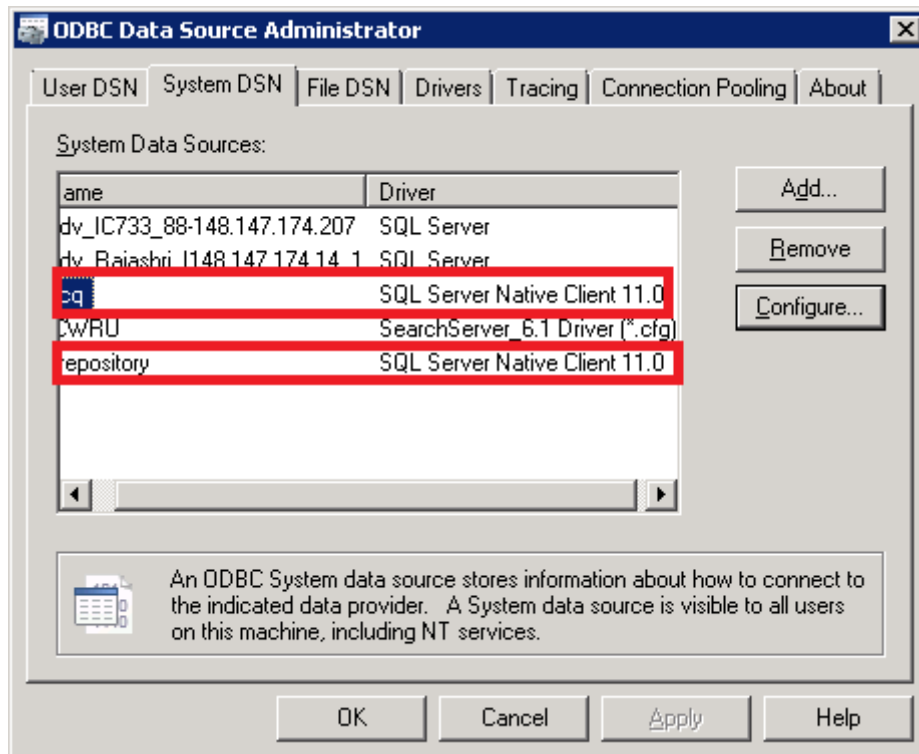 ODBC Data Source Administrator
User DSN System DSN File DSN Drivers Tracing Connection Pooling About
System Data Sources:
ame Driver
dv_IC733_88-148.147.174.207 SQL Server
dv_Rajashri_I148.147.174.14_1 SQL Server
cq SQL Server Native Client 11.0
CWRU SearchServer_6.1 Driver (*.cfg)
repository SQL Server Native Client 11.0
Add...
Remove
Configure...
An ODBC System data source stores information about how to connect to
the indicated data provider. A System data source is visible to all users
on this machine, including NT services.
OK Cancel Apply Help